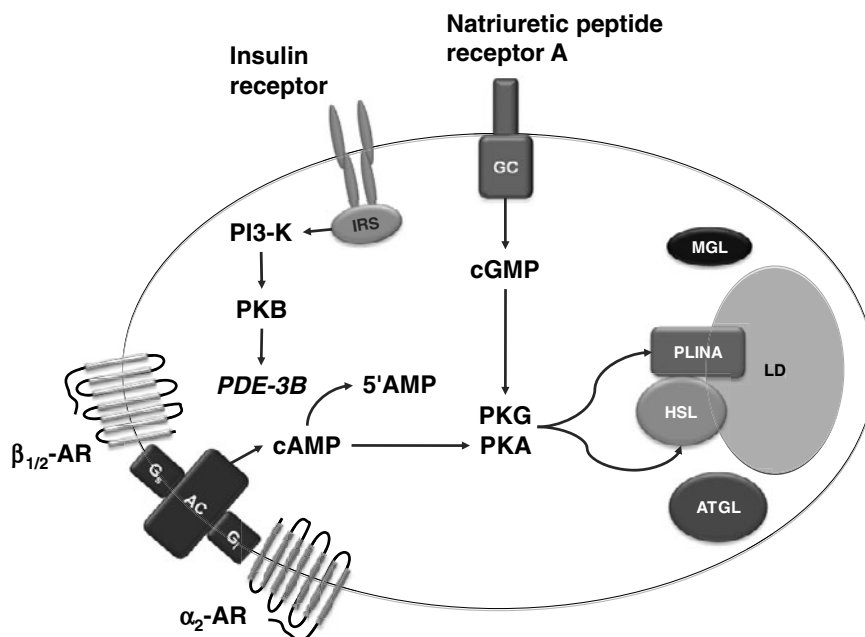 Natriuretic peptide
receptor A
Insulin
receptor
GC
IRS
PI3-K
MGL
cGMP
PKB
PLINA
LD
PDE-3B
5'AMP
HSL
PKG
cAMP
PKA
β1/2-AR
Gs
AC
Gi
ATGL
α2-AR